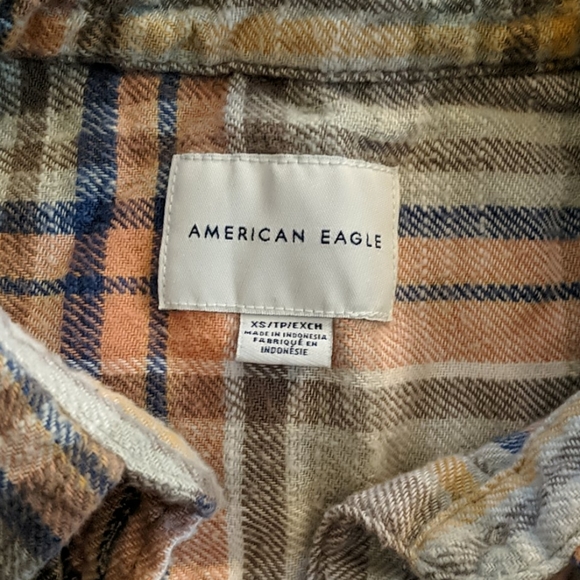 AMERICAN EAGLE
XS/TP/EXCH
MADE IN INDONESIA
FABRIQUÉ EN
INDONÉSIE